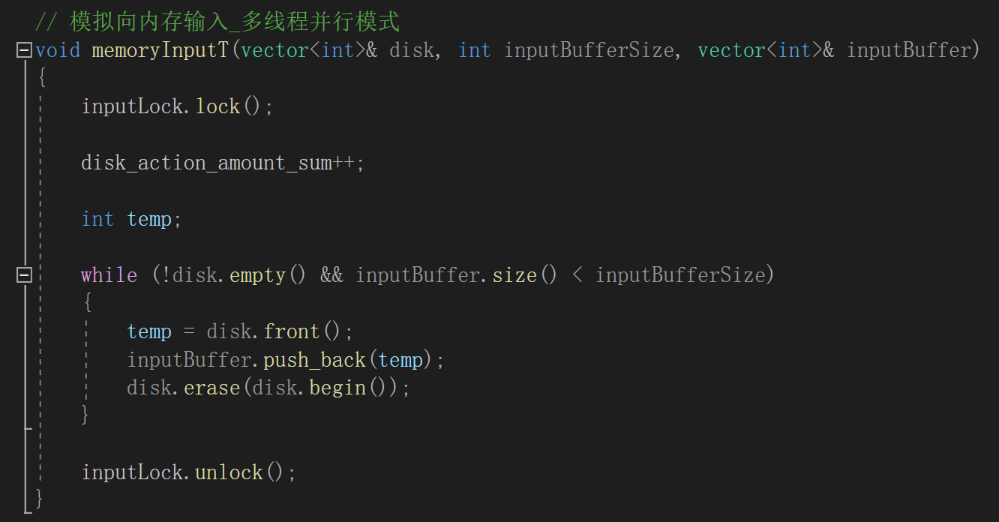 // 模拟向内存输入_多线程并行模式
void memoryInputT(vector<int>& disk, int inputBufferSize, vector<int>& inputBuffer)
{
inputLock.lock();
disk_action_amount_sum++;
int temp;
while (!disk.empty() && inputBuffer.size() < inputBufferSize)
{
temp = disk.front();
inputBuffer.push_back(temp);
disk.erase(disk.begin());
}
inputLock.unlock();
}